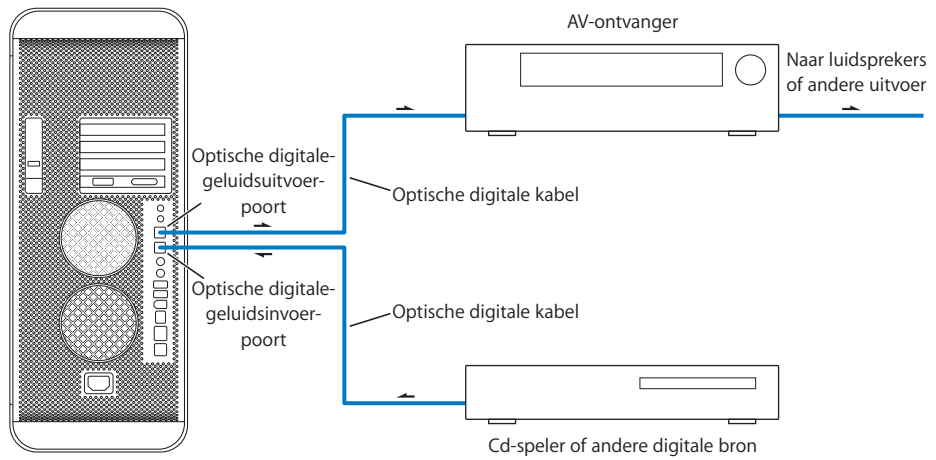 AV-ontvanger
Naar luidsprekers
of andere uitvoer
Optische digitale-
geluidsuitvoer-
poort
Optische digitale kabel
Optische digitale-
geluidsinvoer-
poort
Optische digitale kabel
Cd-speler of andere digitale bron